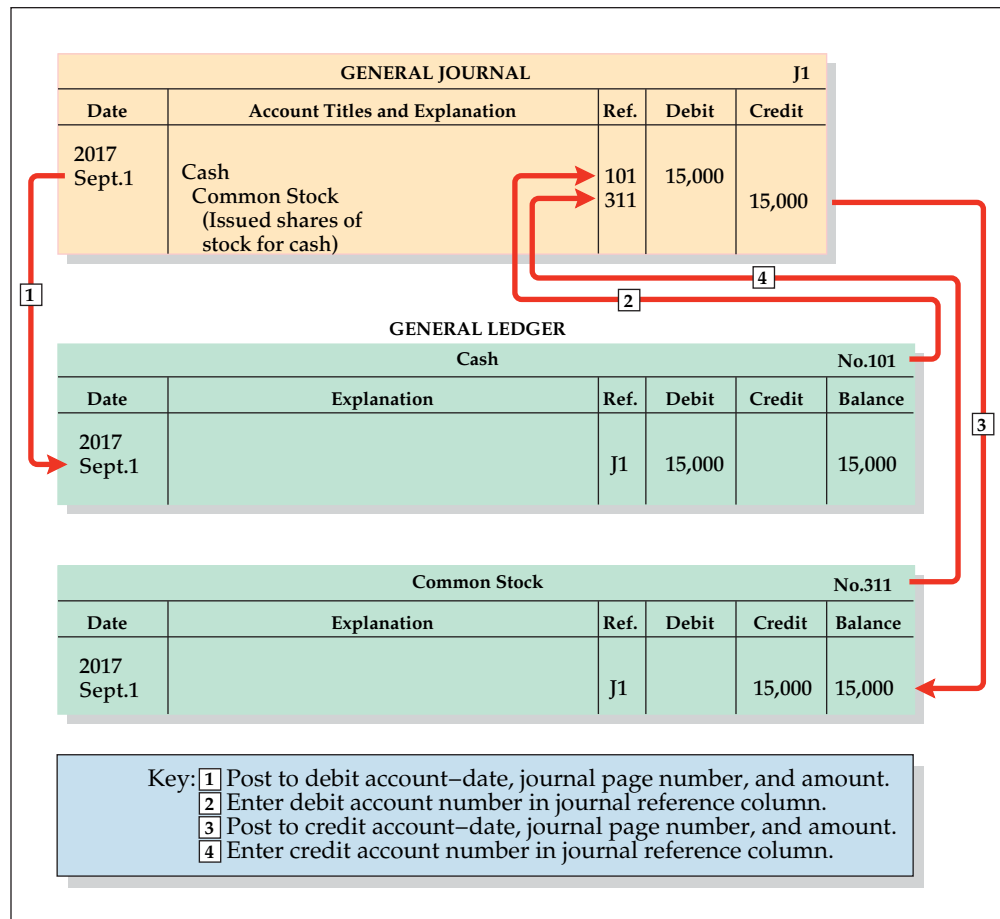 GENERAL JOURNAL J1
Date Account Titles and Explanation Ref. Debit Credit
2017
Sept.1 Cash 101 15,000
Common Stock 311 15,000
(Issued shares of
stock for cash)
4
1
2
GENERAL LEDGER
Cash No.101
Date Explanation Ref. Debit Credit Balance
3
2017
Sept.1 J1 15,000 15,000
Common Stock No.311
Date Explanation Ref. Debit Credit Balance
2017
Sept.1 J1 15,000 15,000
Key: 1 Post to debit account–date, journal page number, and amount.
2 Enter debit account number in journal reference column.
3 Post to credit account–date, journal page number, and amount.
4 Enter credit account number in journal reference column.